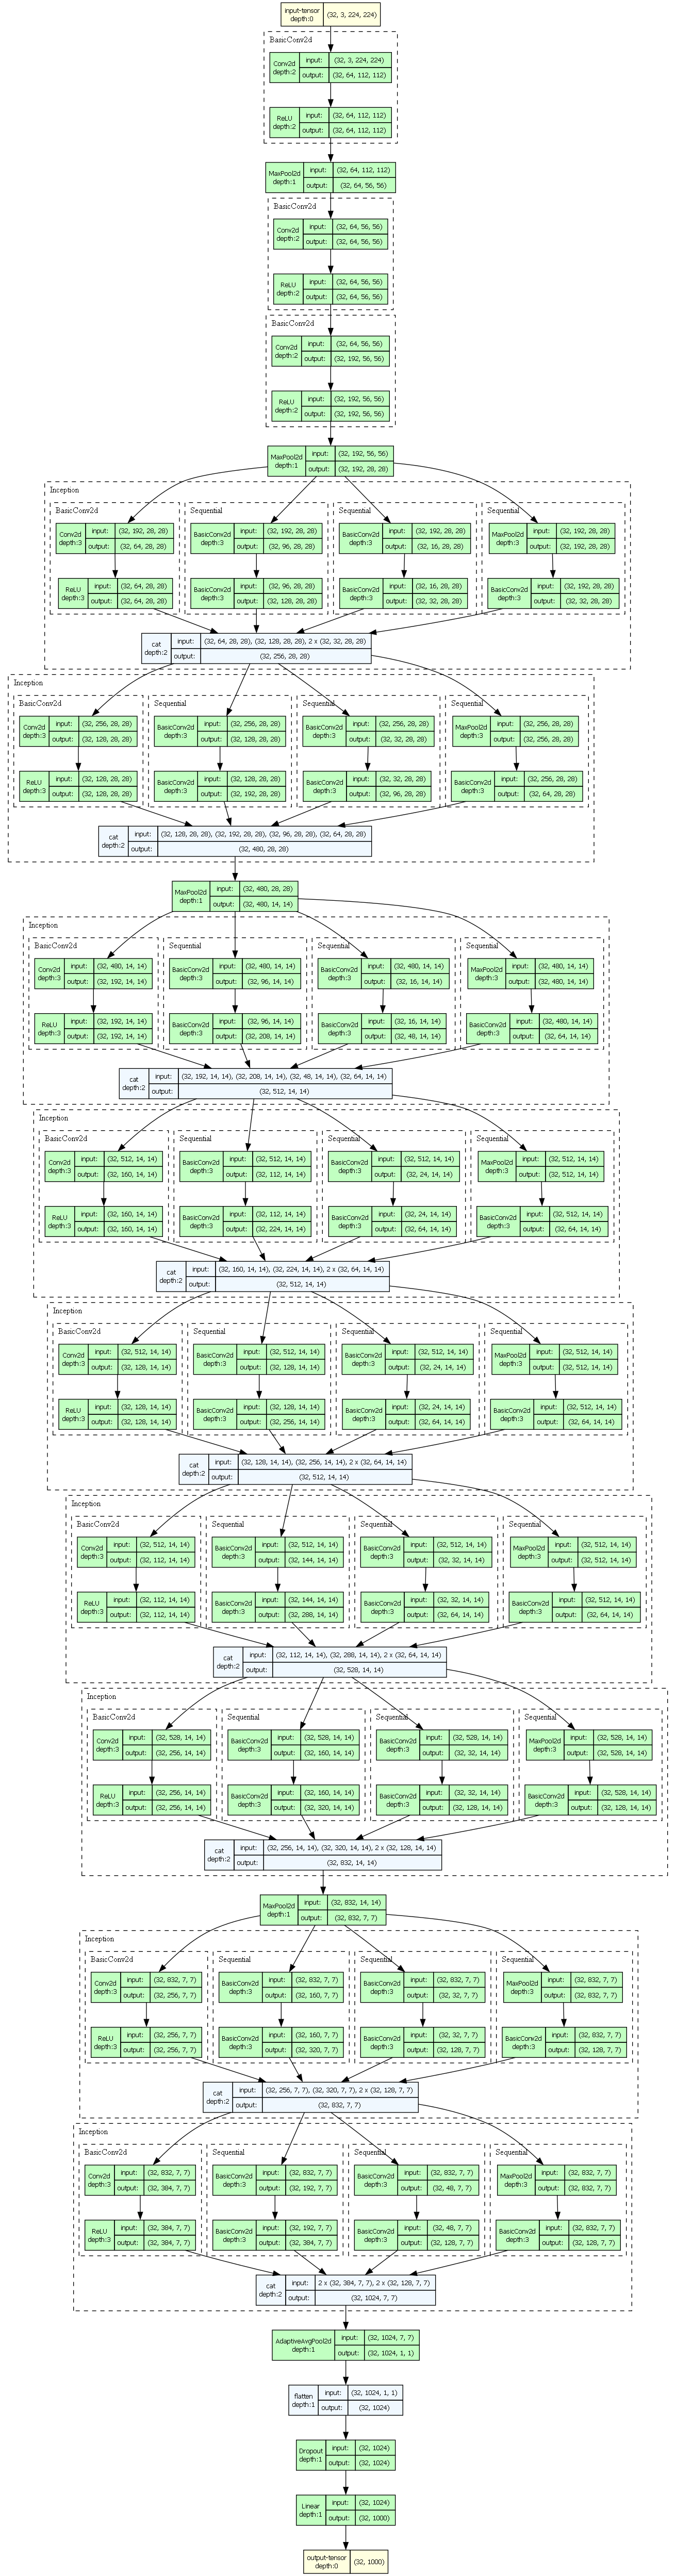 input-tensor
depth:0 (32, 3, 224, 224)
BasicConv2d
Conv2d input: (32, 3, 224, 224)
depth:2 output: (32, 64, 112, 112)
ReLU input: (32, 64, 112, 112)
depth:2 output: (32, 64, 112, 112)
MaxPool2d input: (32, 64, 112, 112)
depth:1 output: (32, 64, 56, 56)
BasicConv2d
Conv2d input: (32, 64, 56, 56)
depth:2 output: (32, 64, 56, 56)
ReLU input: (32, 64, 56, 56)
depth:2 output: (32, 64, 56, 56)
BasicConv2d
Conv2d input: (32, 64, 56, 56)
depth:2 output: (32, 192, 56, 56)
ReLU input: (32, 192, 56, 56)
depth:2 output: (32, 192, 56, 56)
MaxPool2d input: (32, 192, 56, 56)
depth:1 output: (32, 192, 28, 28)
Inception
BasicConv2d Sequential Sequential Sequential
Conv2d input: (32, 192, 28, 28) BasicConv2d input: (32, 192, 28, 28) BasicConv2d input: (32, 192, 28, 28) MaxPool2d input: (32, 192, 28, 28)
depth:3 output: (32, 64, 28, 28) depth:3 output: (32, 96, 28, 28) depth:3 output: (32, 16, 28, 28) depth:3 output: (32, 192, 28, 28)
ReLU input: (32, 64, 28, 28) BasicConv2d input: (32, 96, 28, 28) BasicConv2d input: (32, 16, 28, 28) BasicConv2d input: (32, 192, 28, 28)
depth:3 output: (32, 64, 28, 28) depth:3 output: (32, 128, 28, 28) depth:3 output: (32, 32, 28, 28) depth:3 output: (32, 32, 28, 28)
cat input: (32, 64, 28, 28), (32, 128, 28, 28), 2 x (32, 32, 28, 28)
depth:2 output: (32, 256, 28, 28)
Inception
BasicConv2d Sequential Sequential Sequential
Conv2d input: (32, 256, 28, 28) BasicConv2d input: (32, 256, 28, 28) BasicConv2d input: (32, 256, 28, 28) MaxPool2d input: (32, 256, 28, 28)
depth:3 output: (32, 128, 28, 28) depth:3 output: (32, 128, 28, 28) depth:3 output: (32, 32, 28, 28) depth:3 output: (32, 256, 28, 28)
ReLU input: (32, 128, 28, 28) BasicConv2d input: (32, 128, 28, 28) BasicConv2d input: (32, 32, 28, 28) BasicConv2d input: (32, 256, 28, 28)
depth:3 output: (32, 128, 28, 28) depth:3 output: (32, 192, 28, 28) depth:3 output: (32, 96, 28, 28) depth:3 output: (32, 64, 28, 28)
cat input: (32, 128, 28, 28), (32, 192, 28, 28), (32, 96, 28, 28), (32, 64, 28, 28)
depth:2 output: (32, 480, 28, 28)
MaxPool2d input: (32, 480, 28, 28)
depth:1 output: (32, 480, 14, 14)
Inception
BasicConv2d Sequential Sequential Sequential
Conv2d input: (32, 480, 14, 14) BasicConv2d input: (32, 480, 14, 14) BasicConv2d input: (32, 480, 14, 14) MaxPool2d input: (32, 480, 14, 14)
depth:3 output: (32, 192, 14, 14) depth:3 output: (32, 96, 14, 14) depth:3 output: (32, 16, 14, 14) depth:3 output: (32, 480, 14, 14)
ReLU input: (32, 192, 14, 14) BasicConv2d input: (32, 96, 14, 14) BasicConv2d input: (32, 16, 14, 14) BasicConv2d input: (32, 480, 14, 14)
depth:3 output: (32, 192, 14, 14) depth:3 output: (32, 208, 14, 14) depth:3 output: (32, 48, 14, 14) depth:3 output: (32, 64, 14, 14)
cat input: (32, 192, 14, 14), (32, 208, 14, 14), (32, 48, 14, 14), (32, 64, 14, 14)
depth:2 output: (32, 512, 14, 14)
Inception
BasicConv2d Sequential Sequential Sequential
Conv2d input: (32, 512, 14, 14) BasicConv2d input: (32, 512, 14, 14) BasicConv2d input: (32, 512, 14, 14) MaxPool2d input: (32, 512, 14, 14)
depth:3 output: (32, 160, 14, 14) depth:3 output: (32, 112, 14, 14) depth:3 output: (32, 24, 14, 14) depth:3 output: (32, 512, 14, 14)
ReLU input: (32, 160, 14, 14) BasicConv2d input: (32, 112, 14, 14) BasicConv2d input: (32, 24, 14, 14) BasicConv2d input: (32, 512, 14, 14)
depth:3 output: (32, 160, 14, 14) depth:3 output: (32, 224, 14, 14) depth:3 output: (32, 64, 14, 14) depth:3 output: (32, 64, 14, 14)
cat input: (32, 160, 14, 14), (32, 224, 14, 14), 2 x (32, 64, 14, 14)
depth:2 output: (32, 512, 14, 14)
Inception
BasicConv2d Sequential Sequential Sequential
Conv2d input: (32, 512, 14, 14) BasicConv2d input: (32, 512, 14, 14) BasicConv2d input: (32, 512, 14, 14) MaxPool2d input: (32, 512, 14, 14)
depth:3 output: (32, 128, 14, 14) depth:3 output: (32, 128, 14, 14) depth:3 output: (32, 24, 14, 14) depth:3 output: (32, 512, 14, 14)
ReLU input: (32, 128, 14, 14) BasicConv2d input: (32, 128, 14, 14) BasicConv2d input: (32, 24, 14, 14) BasicConv2d input: (32, 512, 14, 14)
depth:3 output: (32, 128, 14, 14) depth:3 output: (32, 256, 14, 14) depth:3 output: (32, 64, 14, 14) depth:3 output: (32, 64, 14, 14)
cat input: (32, 128, 14, 14), (32, 256, 14, 14), 2 x (32, 64, 14, 14)
depth:2 output: (32, 512, 14, 14)
Inception
BasicConv2d Sequential Sequential Sequential
Conv2d input: (32, 512, 14, 14) BasicConv2d input: (32, 512, 14, 14) BasicConv2d input: (32, 512, 14, 14) MaxPool2d input: (32, 512, 14, 14)
depth:3 output: (32, 112, 14, 14) depth:3 output: (32, 144, 14, 14) depth:3 output: (32, 32, 14, 14) depth:3 output: (32, 512, 14, 14)
ReLU input: (32, 112, 14, 14) BasicConv2d input: (32, 144, 14, 14) BasicConv2d input: (32, 32, 14, 14) BasicConv2d input: (32, 512, 14, 14)
depth:3 output: (32, 112, 14, 14) depth:3 output: (32, 288, 14, 14) depth:3 output: (32, 64, 14, 14) depth:3 output: (32, 64, 14, 14)
cat input: (32, 112, 14, 14), (32, 288, 14, 14), 2 x (32, 64, 14, 14)
depth:2 output: (32, 528, 14, 14)
Inception
BasicConv2d Sequential Sequential Sequential
Conv2d input: (32, 528, 14, 14) BasicConv2d input: (32, 528, 14, 14) BasicConv2d input: (32, 528, 14, 14) MaxPool2d input: (32, 528, 14, 14)
depth:3 output: (32, 256, 14, 14) depth:3 output: (32, 160, 14, 14) depth:3 output: (32, 32, 14, 14) depth:3 output: (32, 528, 14, 14)
ReLU input: (32, 256, 14, 14) BasicConv2d input: (32, 160, 14, 14) BasicConv2d input: (32, 32, 14, 14) BasicConv2d input: (32, 528, 14, 14)
depth:3 output: (32, 256, 14, 14) depth:3 output: (32, 320, 14, 14) depth:3 output: (32, 128, 14, 14) depth:3 output: (32, 128, 14, 14)
cat input: (32, 256, 14, 14), (32, 320, 14, 14), 2 x (32, 128, 14, 14)
depth:2 output: (32, 832, 14, 14)
MaxPool2d input: (32, 832, 14, 14)
depth:1 output: (32, 832, 7, 7)
Inception
BasicConv2d Sequential Sequential Sequential
Conv2d input: (32, 832, 7, 7) BasicConv2d input: (32, 832, 7, 7) BasicConv2d input: (32, 832, 7, 7) MaxPool2d input: (32, 832, 7, 7)
depth:3 output: (32, 256, 7, 7) depth:3 output: (32, 160, 7, 7) depth:3 output: (32, 32, 7, 7) depth:3 output: (32, 832, 7, 7)
ReLU input: (32, 256, 7, 7) BasicConv2d input: (32, 160, 7, 7) BasicConv2d input: (32, 32, 7, 7) BasicConv2d input: (32, 832, 7, 7)
depth:3 output: (32, 256, 7, 7) depth:3 output: (32, 320, 7, 7) depth:3 output: (32, 128, 7, 7) depth:3 output: (32, 128, 7, 7)
cat input: (32, 256, 7, 7), (32, 320, 7, 7), 2 x (32, 128, 7, 7)
depth:2 output: (32, 832, 7, 7)
Inception
BasicConv2d Sequential Sequential Sequential
Conv2d input: (32, 832, 7, 7) BasicConv2d input: (32, 832, 7, 7) BasicConv2d input: (32, 832, 7, 7) MaxPool2d input: (32, 832, 7, 7)
depth:3 output: (32, 384, 7, 7) depth:3 output: (32, 192, 7, 7) depth:3 output: (32, 48, 7, 7) depth:3 output: (32, 832, 7, 7)
ReLU input: (32, 384, 7, 7) BasicConv2d input: (32, 192, 7, 7) BasicConv2d input: (32, 48, 7, 7) BasicConv2d input: (32, 832, 7, 7)
depth:3 output: (32, 384, 7, 7) depth:3 output: (32, 384, 7, 7) depth:3 output: (32, 128, 7, 7) depth:3 output: (32, 128, 7, 7)
cat input: 2 x (32, 384, 7, 7), 2 x (32, 128, 7, 7)
depth:2 output: (32, 1024, 7, 7)
AdaptiveAvgPool2d input: (32, 1024, 7, 7)
depth:1 output: (32, 1024, 1, 1)
flatten input: (32, 1024, 1, 1)
depth:1 output: (32, 1024)
Dropout input: (32, 1024)
depth:1 output: (32, 1024)
Linear input: (32, 1024)
depth:1 output: (32, 1000)
output-tensor
depth:0 (32, 1000)